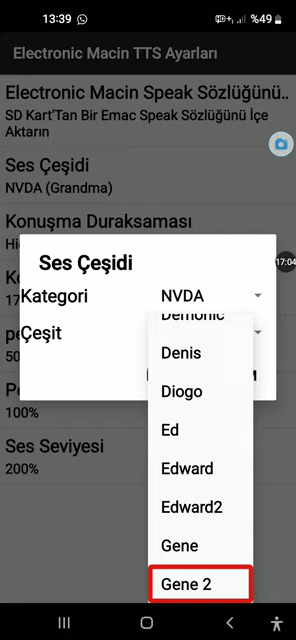 13:39
%49
Electronic Macin TTS Ayarları
Electronic Macin Speak Sözlüğünü..
SD Kart'Tan Bir Emac Speak Sözlüğünü İçe
Aktarın
Ses Çeşidi
NVDA (Grandma)
Konuşma Duraksaması
17:04
Ses Çeşidi
Kategori
NVDA
Demonic
Çeşit
Denis
Diogo
Ed
Edward
Edward2
Gene
Gene 2
100%
Ses Seviyesi
200%